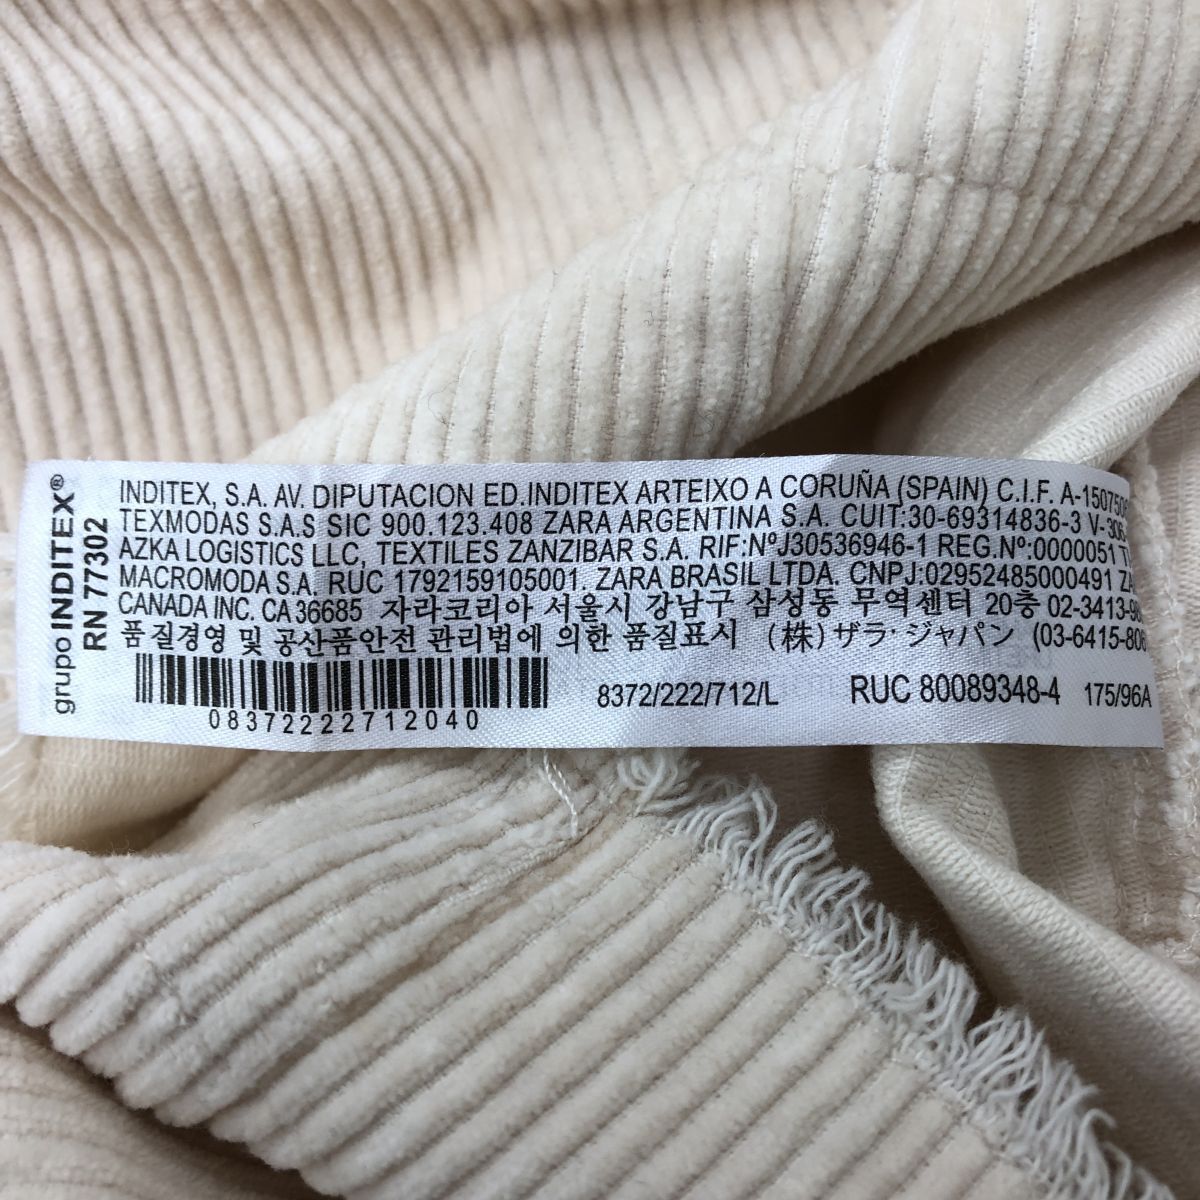 grupo INDITEX®
RN 77302
INDITEX, S.A. AV. DIPUTACION ED.INDITEX ARTEIXO A CORUÑA (SPAIN) C.I.F. A-150750
TEXMODAS S.A.S SIC 900.123.408 ZARA ARGENTINA S.A. CUIT:30-69314836-3 V-306
AZKA LOGISTICS LLC, TEXTILES ZANZIBAR S.A. RIF:NºJ30536946-1 REG.Nº:0000051
MACROMODA S.A. RUC 1792159105001. ZARA BRASIL LTDA. CNPJ:02952485000491 ZA
CANADA INC. CA 36685 자라코리아 서울시 강남구 삼성동 무역센터 20층 02-3413-98
품질경영 및 공산품안전 관리법에 의한 품질표시 (株)ザラ・ジャパン (03-6415-806
08372222712040 8372/222/712/L RUC 80089348-4 175/96A